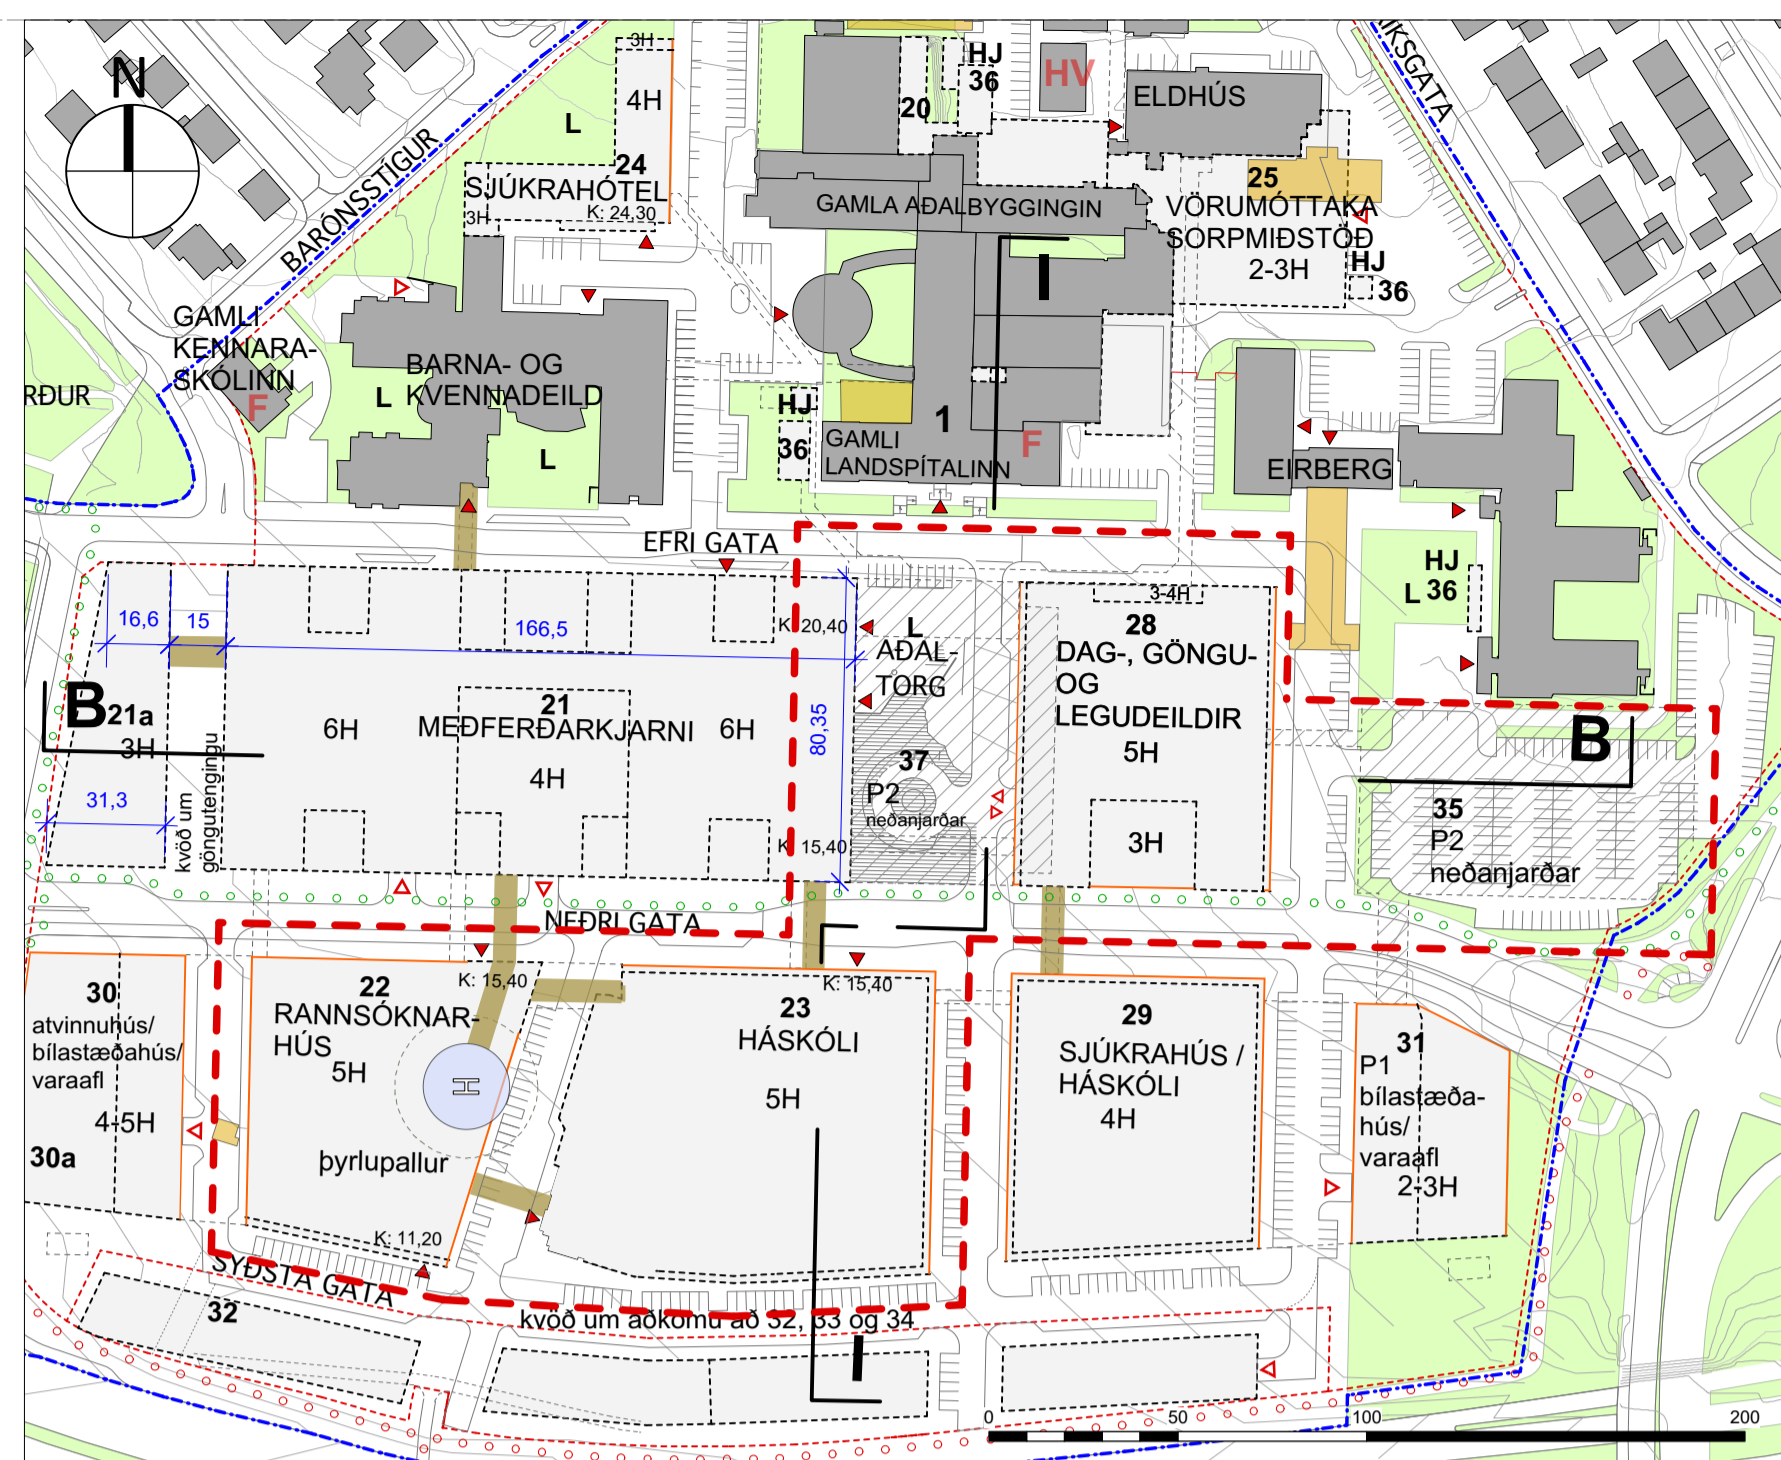 N
BARÓNSSTÍGUR
ÍKSGATA
3H
4H
L
24
SJÚKRAHÓTEL
3H
K: 24,30
20
HJ
36
HV
ELDHÚS
GAMLA AÐALBYGGINGIN
25
VÖRUMÓTTAKA
SORPMIÐSTÖÐ
2-3H
HJ
36
I
GAMLI
KENNARA-
SKÓLINN
F
RÐUR
BARNA- OG
KVENNADEILD
L
L
HJ
36
1
GAMLI
LANDSPÍTALINN
F
EIRBERG
HJ
L 36
EFRI GATA
16,6
15
166,5
K: 20,40
L
AÐAL-
TORG
3-4H
28
DAG-, GÖNGU-
OG
LEGUDEILDIR
5H
3H
B
21a
3H
31,3
kvöð um
göngutengingu
6H
21
MEÐFERÐARKJARNI
4H
6H
80,35
37
P2
neðanjarðar
K: 15,40
B
35
P2
neðanjarðar
NEÐRI GATA
30
atvinnuhús/
bílastæðahús/
varaafl
4-5H
30a
22
RANNSÓKNAR-
HÚS
5H
K: 15,40
H
þyrlupallur
K: 11,20
23
HÁSKÓLI
5H
K: 15,40
29
SJÚKRAHÚS /
HÁSKÓLI
4H
31
P1
bílastæða-
hús/
varaafl
2-3H
SYÐSTA GATA
32
kvöð um aðkomu að 32, 33 og 34
I
0
50
100
200